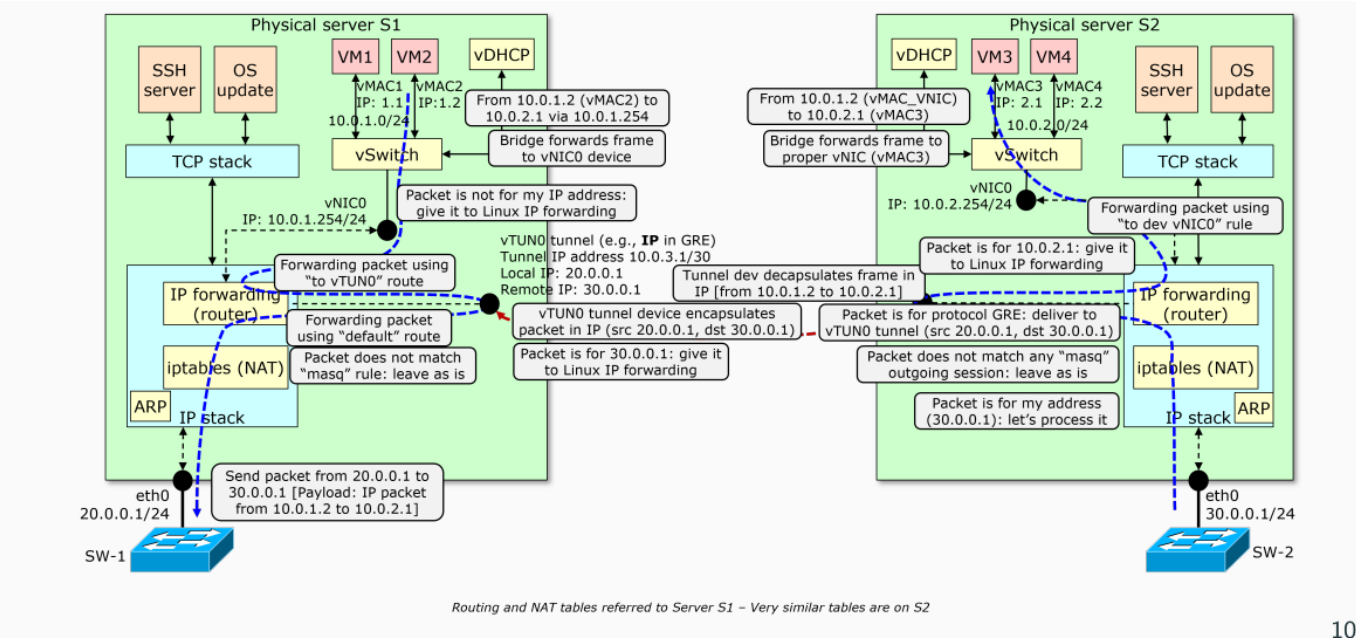 Physical server S1
SSH
server
OS
update
VM1
VM2
vDHCP
vMAC1
IP: 1.1
vMAC2
IP:1.2
10.0.1.0/24
From 10.0.1.2 (vMAC2) to
10.0.2.1 via 10.0.1.254
Bridge forwards frame
to vNIC0 device
TCP stack
vSwitch
vNIC0
IP: 10.0.1.254/24
Packet is not for my IP address:
give it to Linux IP forwarding
vTUN0 tunnel (e.g., IP in GRE)
Tunnel IP address 10.0.3.1/30
Local IP: 20.0.0.1
Remote IP: 30.0.0.1
Forwarding packet using
“to vTUN0” route
IP forwarding
(router)
Forwarding packet
using “default” route
vTUN0 tunnel device encapsulates
packet in IP (src 20.0.0.1, dst 30.0.0.1)
Packet does not match
“masq” rule: leave as is
Packet is for 30.0.0.1: give it
to Linux IP forwarding
iptables (NAT)
ARP
IP stack
Send packet from 20.0.0.1 to
30.0.0.1 [Payload: IP packet
from 10.0.1.2 to 10.0.2.1]
eth0
20.0.0.1/24
SW-1
Physical server S2
vDHCP
VM3
VM4
SSH
server
OS
update
vMAC3
IP: 2.1
vMAC4
IP: 2.2
10.0.2.0/24
From 10.0.1.2 (vMAC_VNIC)
to 10.0.2.1 (vMAC3)
Bridge forwards frame to
proper vNIC (vMAC3)
vSwitch
TCP stack
vNIC0
IP: 10.0.2.254/24
Forwarding packet using
“to dev vNIC0” rule
Packet is for 10.0.2.1: give it
to Linux IP forwarding
Tunnel dev decapsulates frame in
IP [from 10.0.1.2 to 10.0.2.1]
IP forwarding
(router)
Packet is for protocol GRE: deliver to
vTUN0 tunnel (src 20.0.0.1, dst 30.0.0.1)
Packet does not match any “masq”
outgoing session: leave as is
iptables (NAT)
Packet is for my address
(30.0.0.1): let’s process it
ARP
IP stack
eth0
30.0.0.1/24
SW-2
Routing and NAT tables referred to Server S1 – Very similar tables are on S2
10